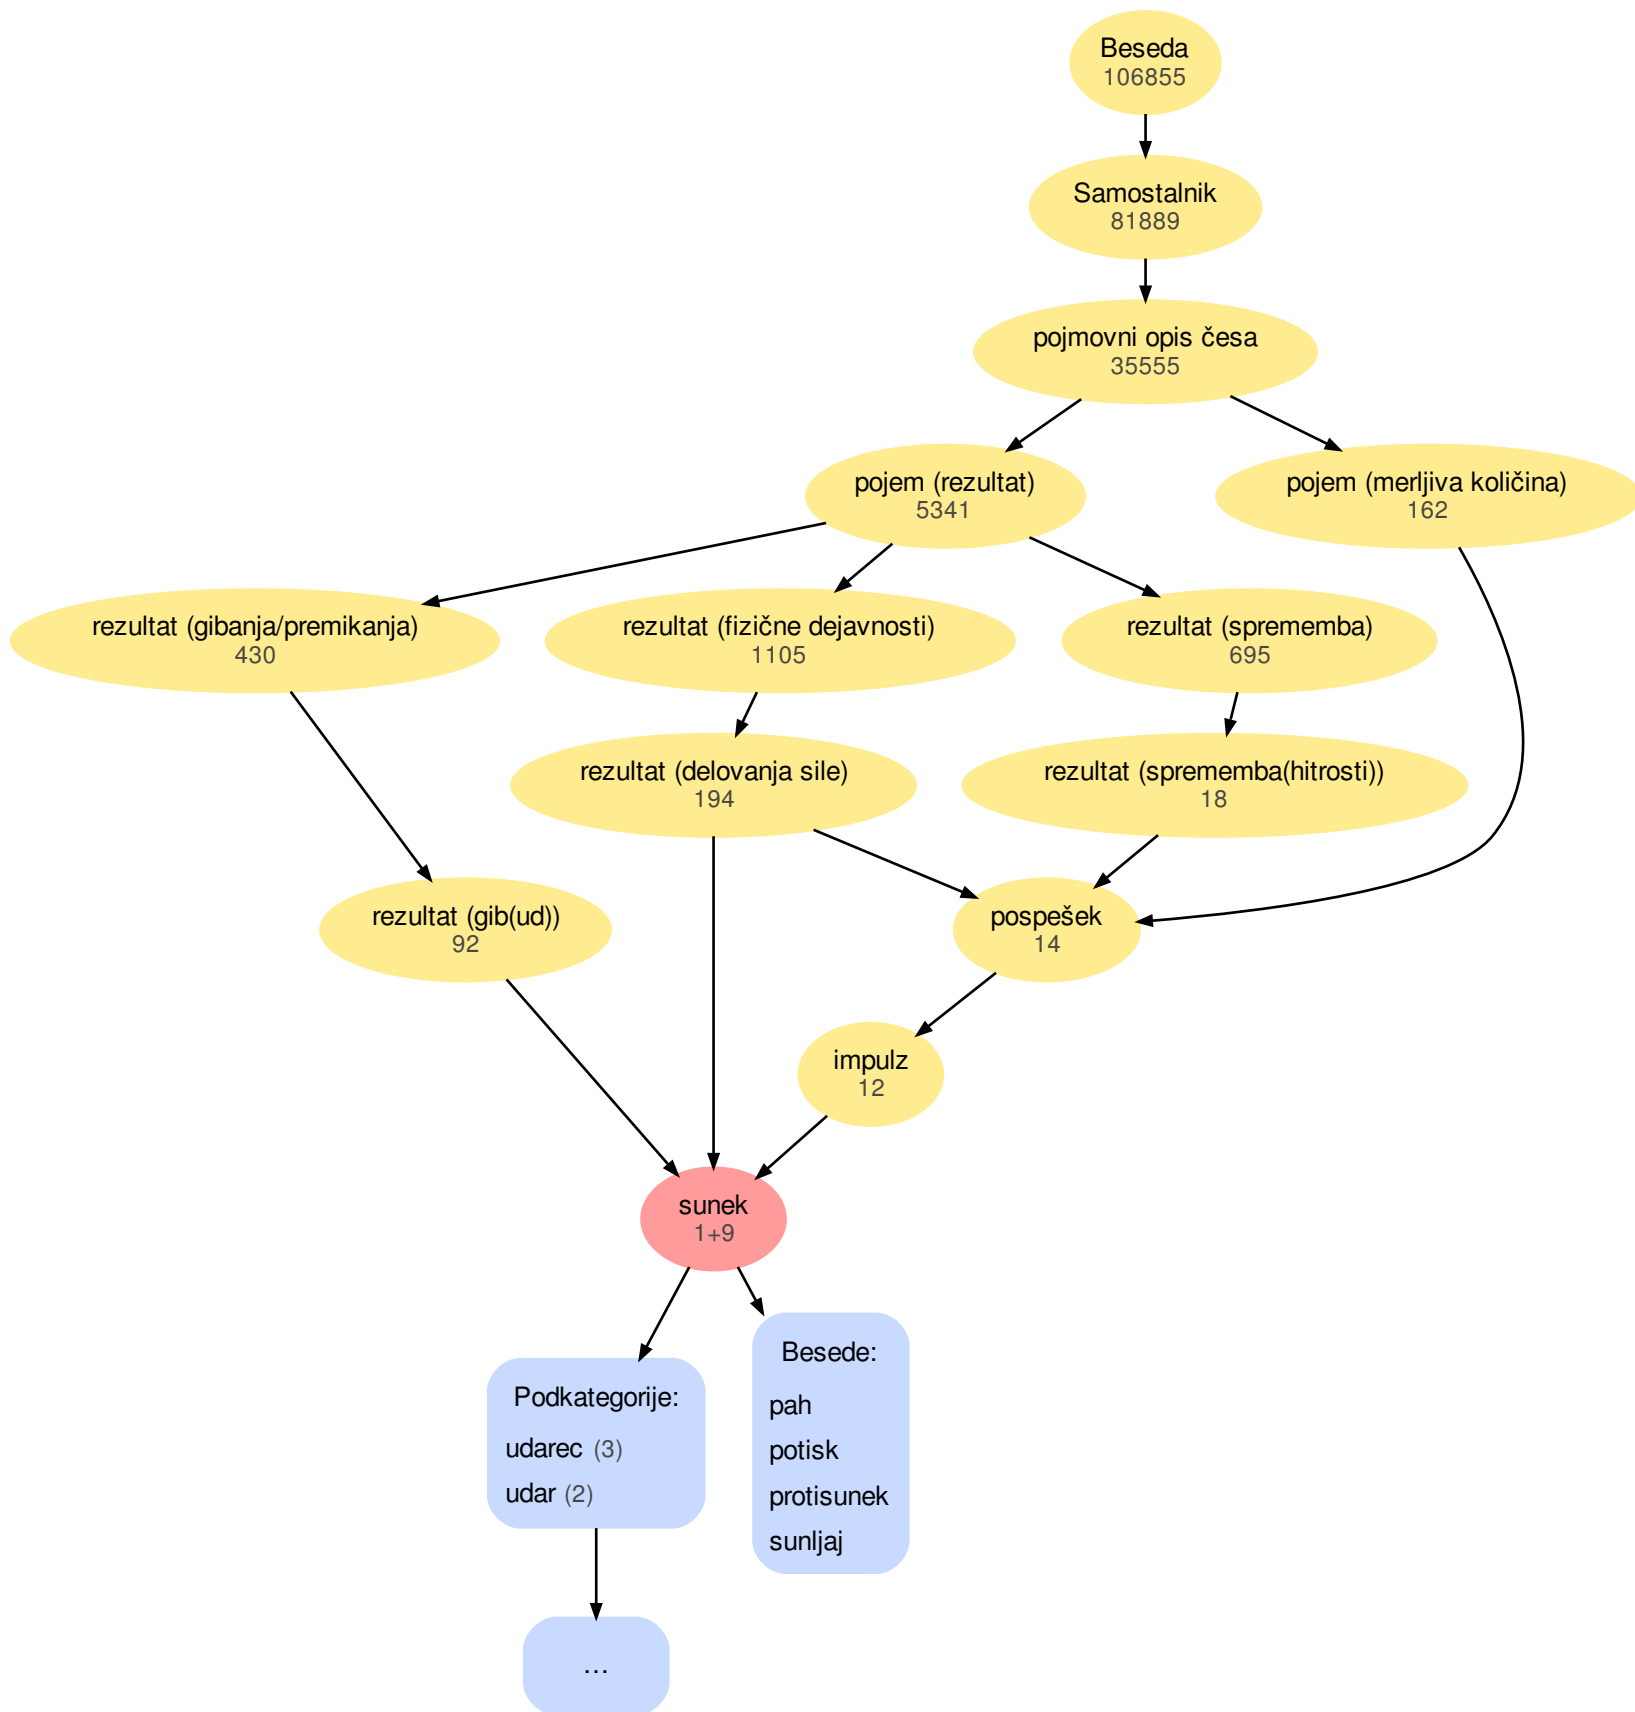 Beseda
106855
Samostalnik
81889
pojmovni opis česa
35555
pojem (rezultat)
5341
pojem (merljiva količina)
162
rezultat (gibanja/premikanja)
430
rezultat (fizične dejavnosti)
1105
rezultat (sprememba)
695
rezultat (delovanja sile)
194
rezultat (sprememba(hitrosti))
18
rezultat (gib(ud))
92
pospešek
14
impulz
12
sunek
1+9
Podkategorije:
udarec (3)
udar (2)
Besede:
pah
potisk
protisunek
sunljaj
...